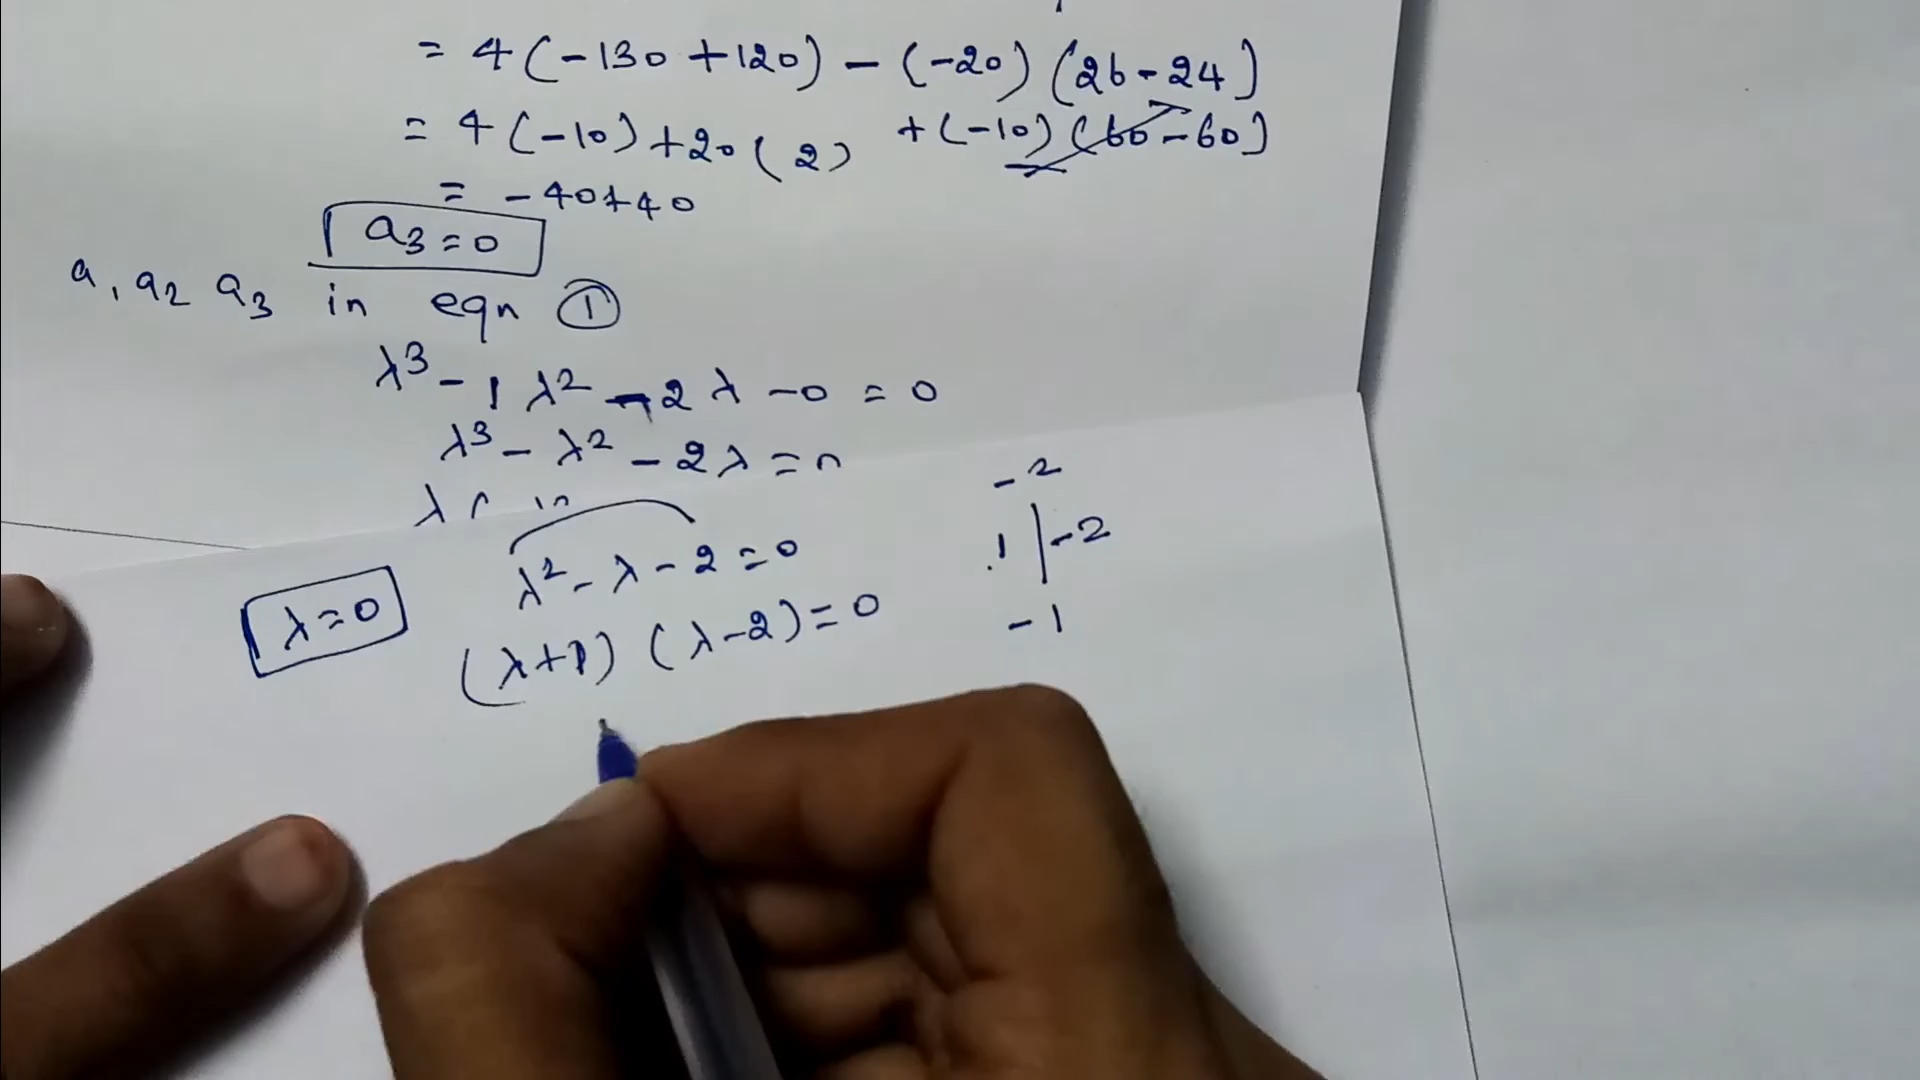 = 4(-130+120) - (-20) (26-24)
= 4(-10)+20(2) +(-10)(60-60)
= -40+40
a3=0
a1 a2 a3 in eqn ①
λ3 - 1 λ2 - 2 λ - 0 = 0
λ3 - λ2 - 2λ =
λ
λ2 - λ - 2 = 0
λ=0
(λ+1) (λ-2) = 0
-2
1 | -2
-1